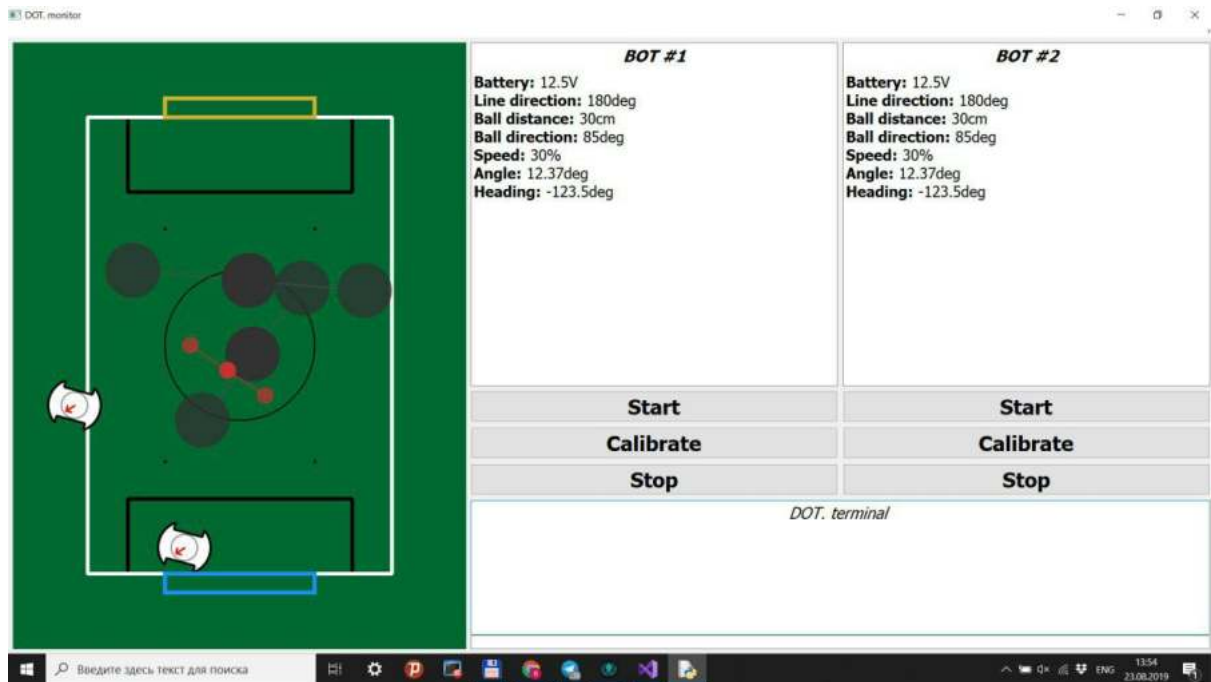 DOT. monitor
BOT #1
Battery: 12.5V
Line direction: 180deg
Ball distance: 30cm
Ball direction: 85deg
Speed: 30%
Angle: 12.37deg
Heading: -123.5deg
BOT #2
Battery: 12.5V
Line direction: 180deg
Ball distance: 30cm
Ball direction: 85deg
Speed: 30%
Angle: 12.37deg
Heading: -123.5deg
Start
Calibrate
Stop
Start
Calibrate
Stop
DOT. terminal
Введите здесь текст для поиска
ENG
13:54
23.08.2019